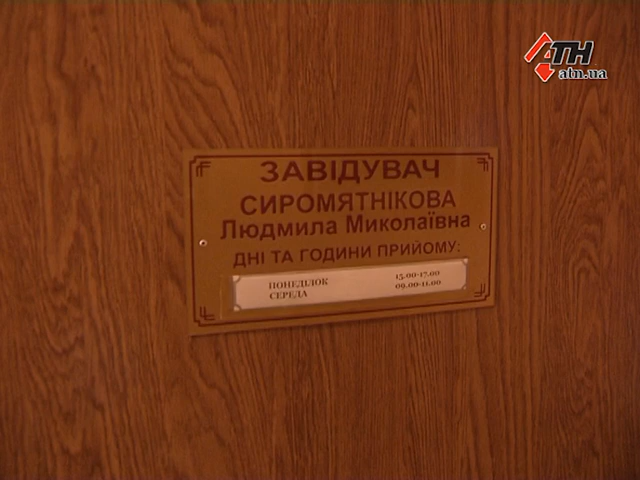 АТН
atn.ua
ЗАВІДУВАЧ
СИРОМЯТНІКОВА
Людмила Миколаївна
ДНІ ТА ГОДИНИ ПРИЙОМУ:
ПОНЕДІЛОК 15.00-17.00
СЕРЕДА 09.00-11.00